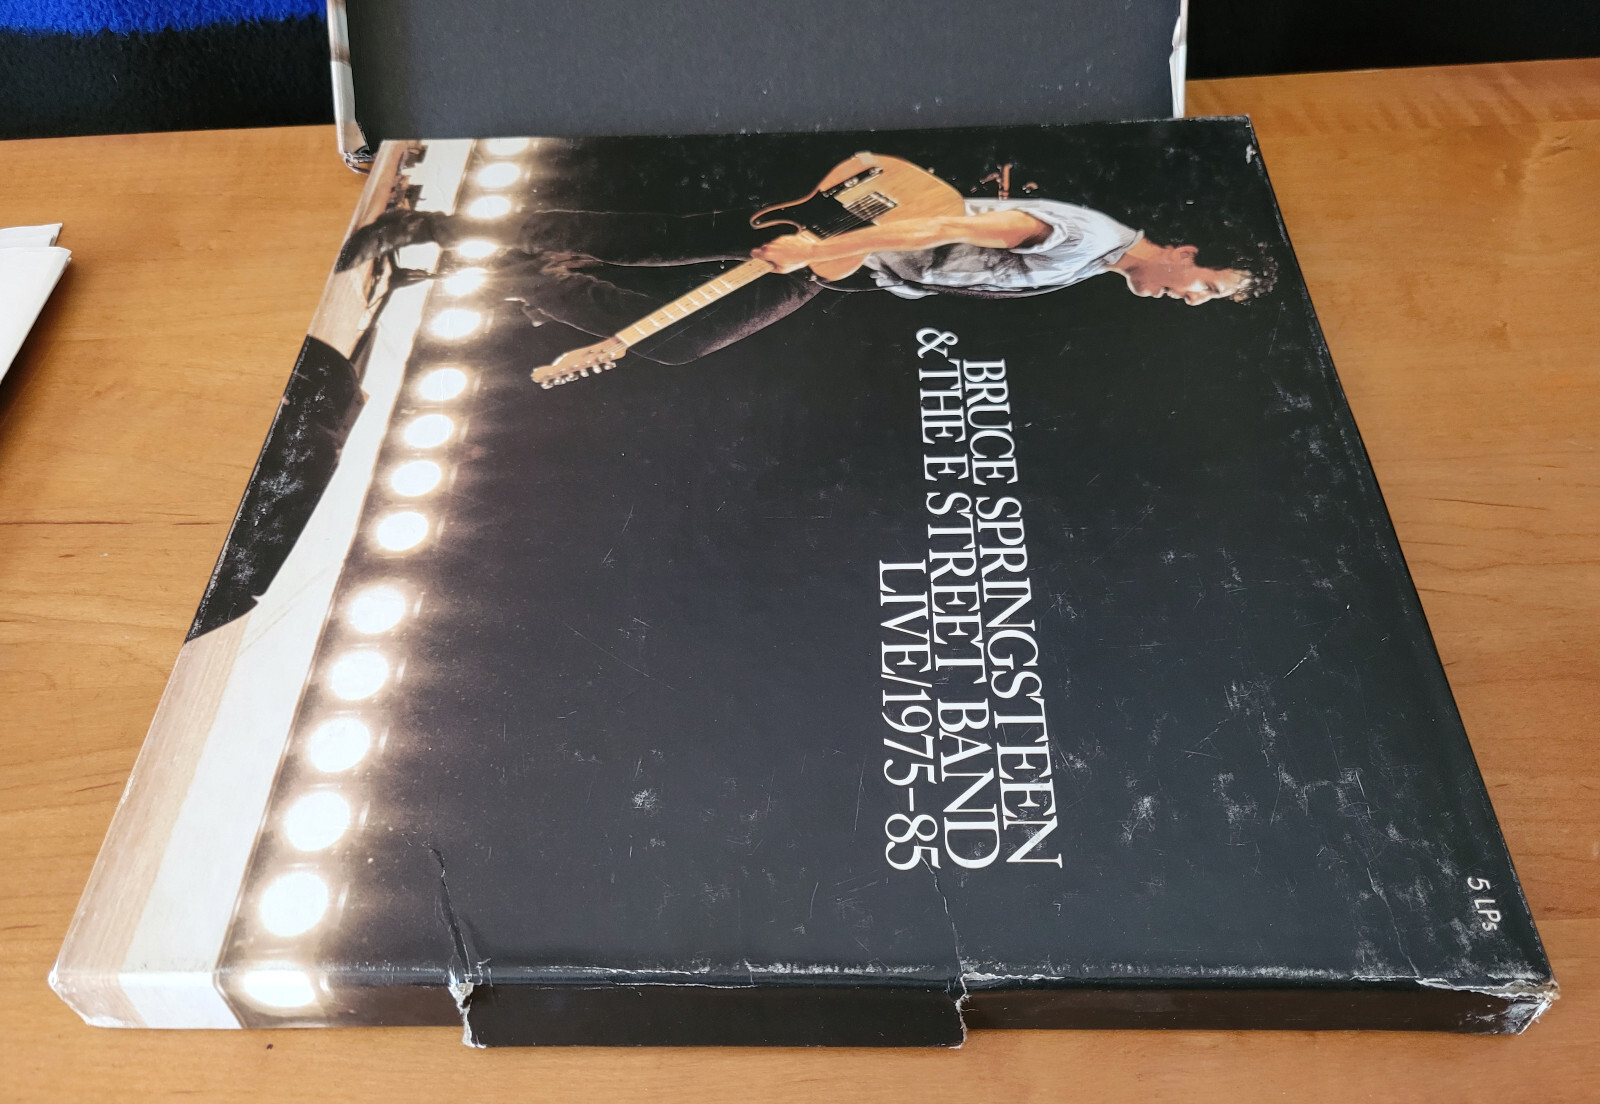 BRUCE SPRINGSTEEN
& THE E STREET BAND
LIVE/1975-85
5 LPs